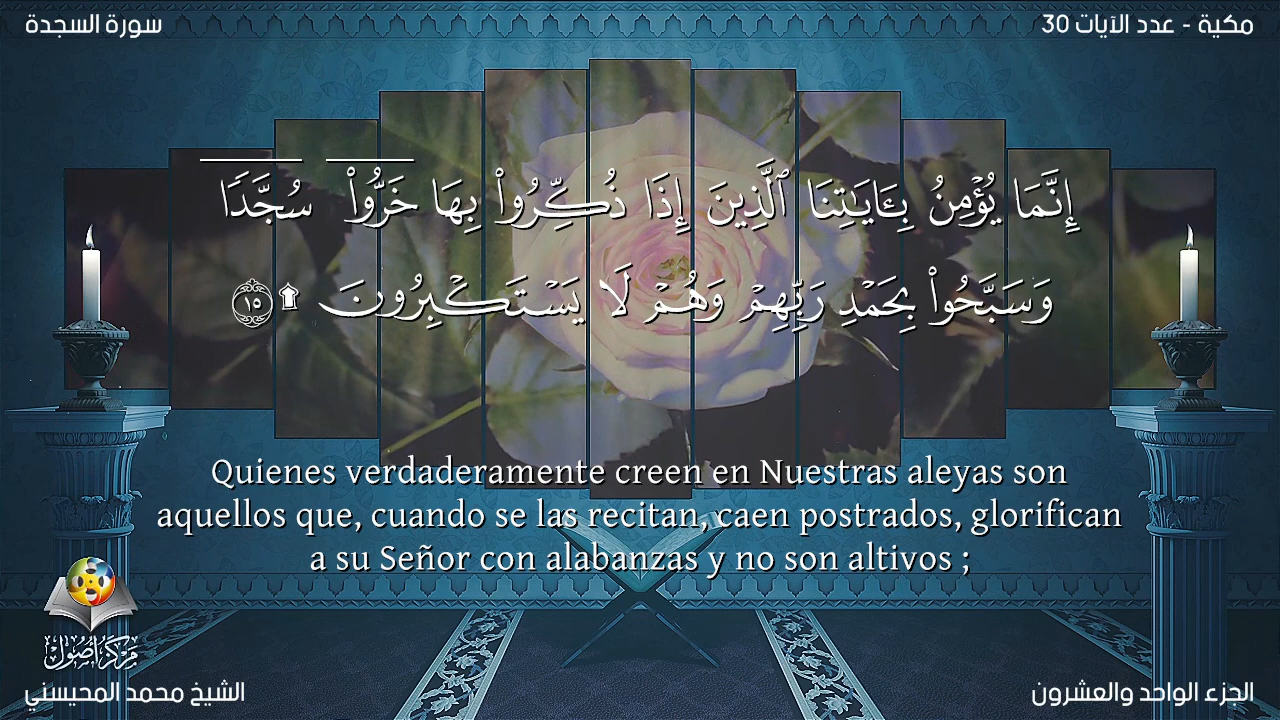 مكية - عدد الآيات 30
سورة السجدة
إِنَّمَا يُؤْمِنُ بِـَٔايَـٰتِنَا ٱلَّذِينَ إِذَا ذُكِّرُوا۟ بِهَا خَرُّوا۟ سُجَّدًا
وَسَبَّحُوا۟ بِحَمْدِ رَبِّهِمْ وَهُمْ لَا يَسْتَكْبِرُونَ ۩ ١٥
Quienes verdaderamente creen en Nuestras aleyas son
aquellos que, cuando se las recitan, caen postrados, glorifican
a su Señor con alabanzas y no son altivos ;
مركز أصول
الجزء الواحد والعشرون
الشيخ محمد المحيسني